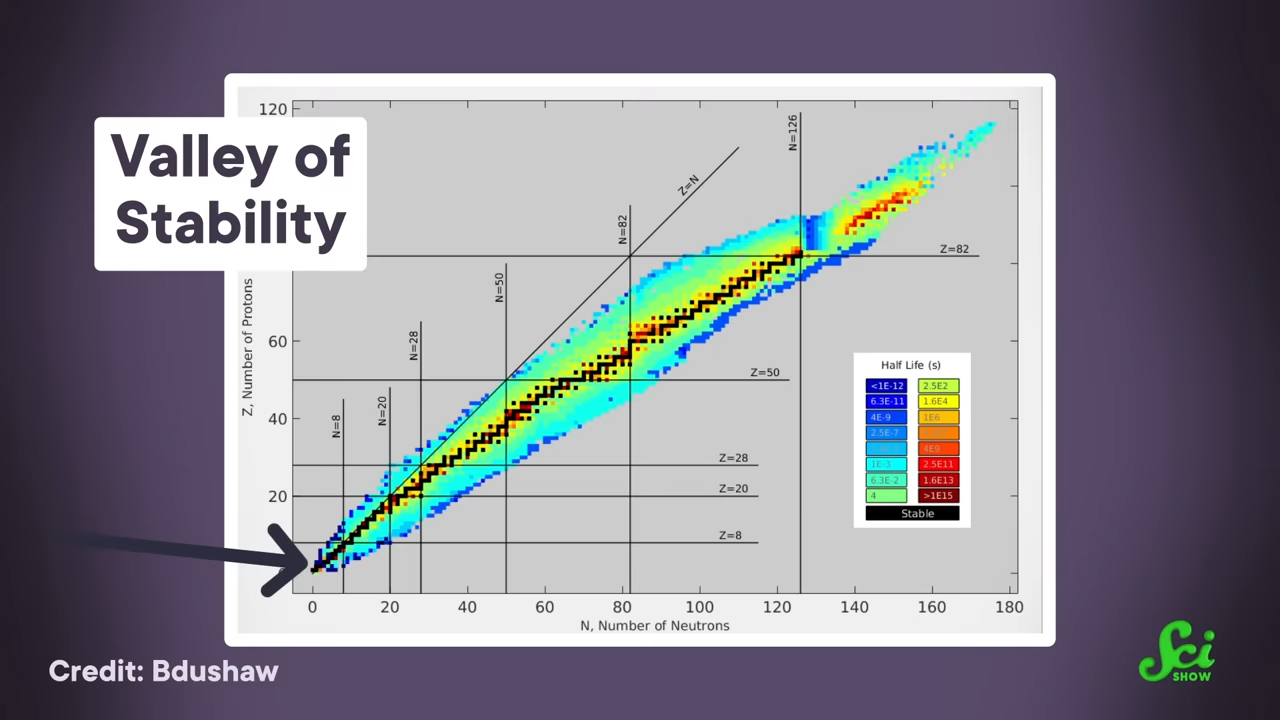 Valley of
Stability
120
60
40
20
Z, Number of Protons
N=8
N=20
N=28
N=50
N=82
Z=N
N=126
Z=82
Z=50
Z=28
Z=20
Z=8
Half Life (s)
<1E-12 2.5E2
6.3E-11 1.6E4
4E-9 1E6
2.5E-7
4E9
1E-3 2.5E11
6.3E-2 1.6E13
4 >1E15
Stable
0 20 40 60 80 100 120 140 160 180
N, Number of Neutrons
Credit: Bdushaw
Sci
SHOW